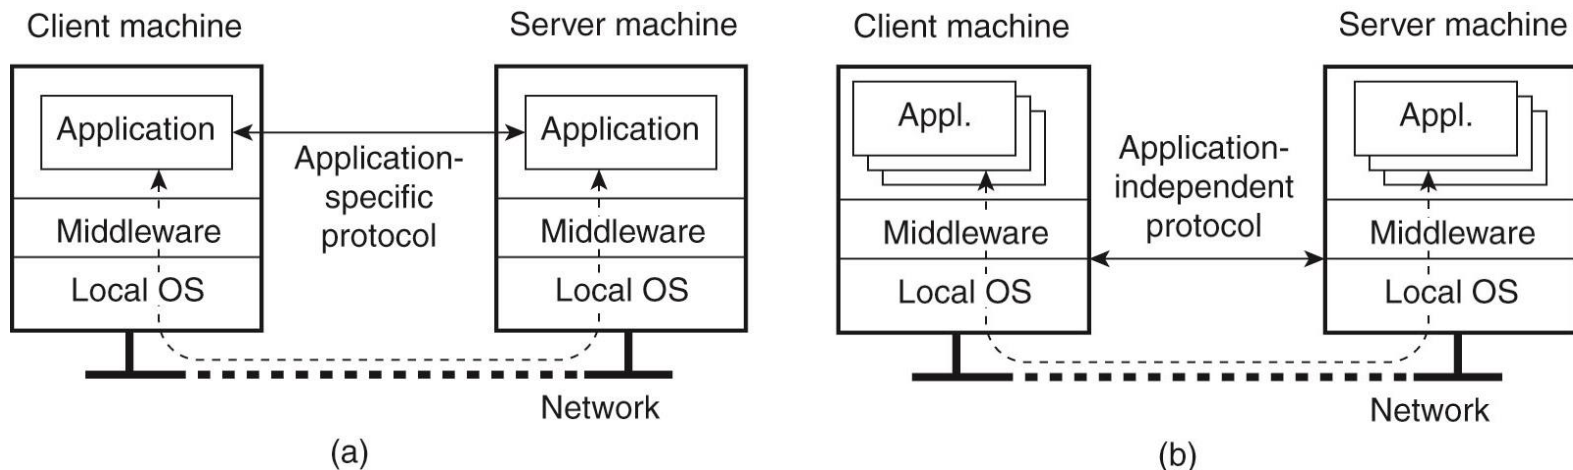 Client machine
Server machine
Application
Application
Application-
specific
protocol
Middleware
Middleware
Local OS
Local OS
Network
(a)
Client machine
Server machine
Appl.
Appl.
Application-
independent
protocol
Middleware
Middleware
Local OS
Local OS
Network
(b)